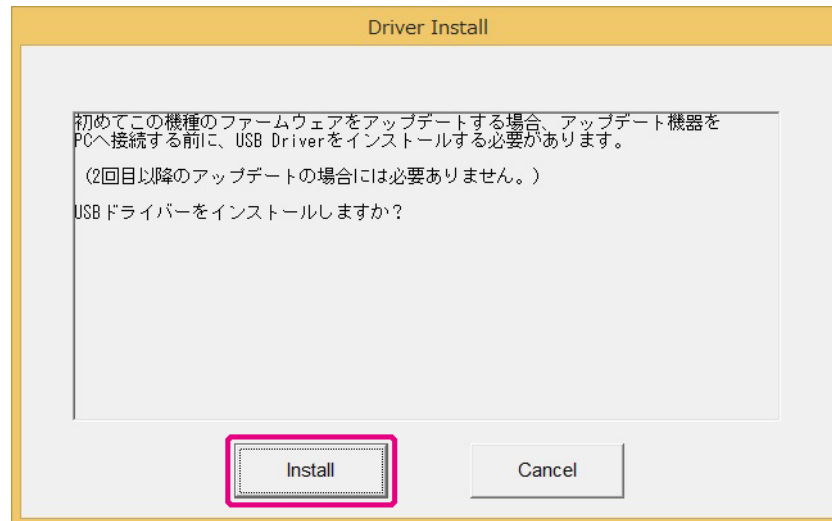 Driver Install
初めてこの機種のファームウェアをアップデートする場合、アップデート機器を
PCへ接続する前に、USB Driverをインストールする必要があります。
（2回目以降のアップデートの場合には必要ありません。）
USBドライバーをインストールしますか？
Install
Cancel